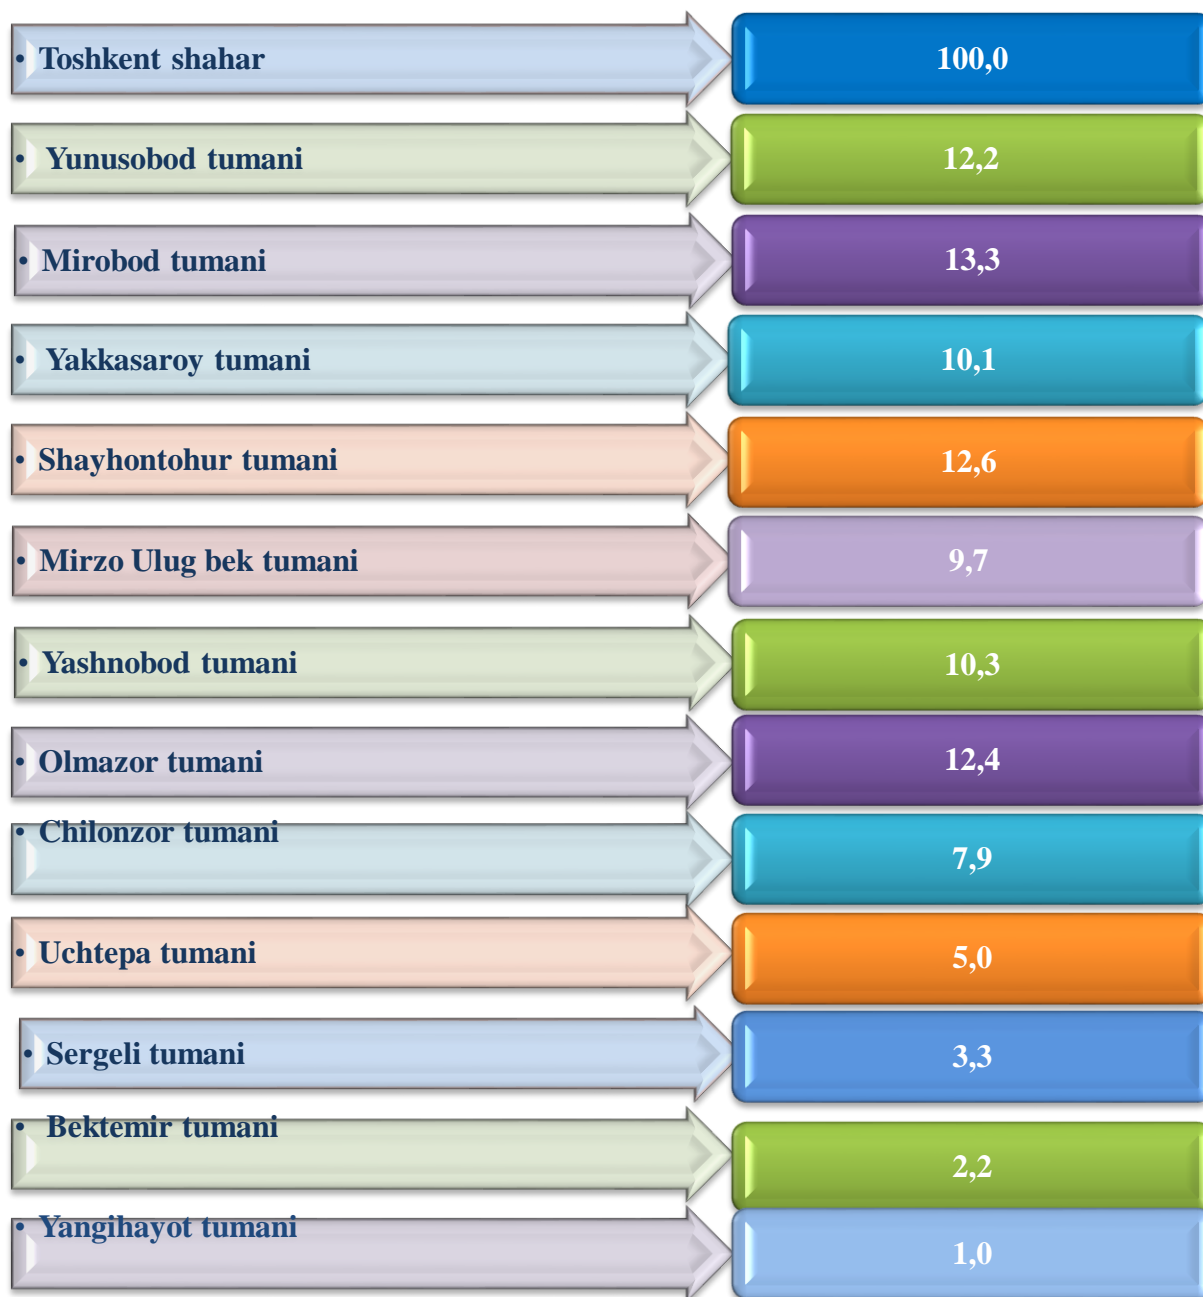 • Toshkent shahar 100,0
• Yunusobod tumani 12,2
• Mirobod tumani 13,3
• Yakkasaroy tumani 10,1
• Shayhontohur tumani 12,6
• Mirzo Ulug bek tumani 9,7
• Yashnobod tumani 10,3
• Olmazor tumani 12,4
• Chilonzor tumani 7,9
• Uchtepa tumani 5,0
• Sergeli tumani 3,3
• Bektemir tumani 2,2
• Yangihayot tumani 1,0